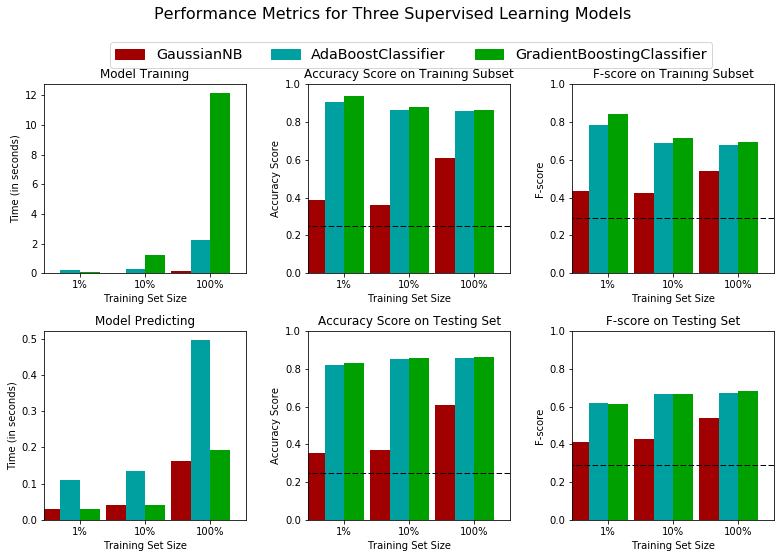 Performance Metrics for Three Supervised Learning Models
GaussianNB AdaBoostClassifier GradientBoostingClassifier
Model Training
Time (in seconds)
12
10
8
6
4
2
0
1% 10% 100%
Training Set Size
Accuracy Score on Training Subset
Accuracy Score
1.0
0.8
0.6
0.4
0.2
0.0
1% 10% 100%
Training Set Size
F-score on Training Subset
F-score
1.0
0.8
0.6
0.4
0.2
0.0
1% 10% 100%
Training Set Size
Model Predicting
Time (in seconds)
0.5
0.4
0.3
0.2
0.1
0.0
1% 10% 100%
Training Set Size
Accuracy Score on Testing Set
Accuracy Score
1.0
0.8
0.6
0.4
0.2
0.0
1% 10% 100%
Training Set Size
F-score on Testing Set
F-score
1.0
0.8
0.6
0.4
0.2
0.0
1% 10% 100%
Training Set Size